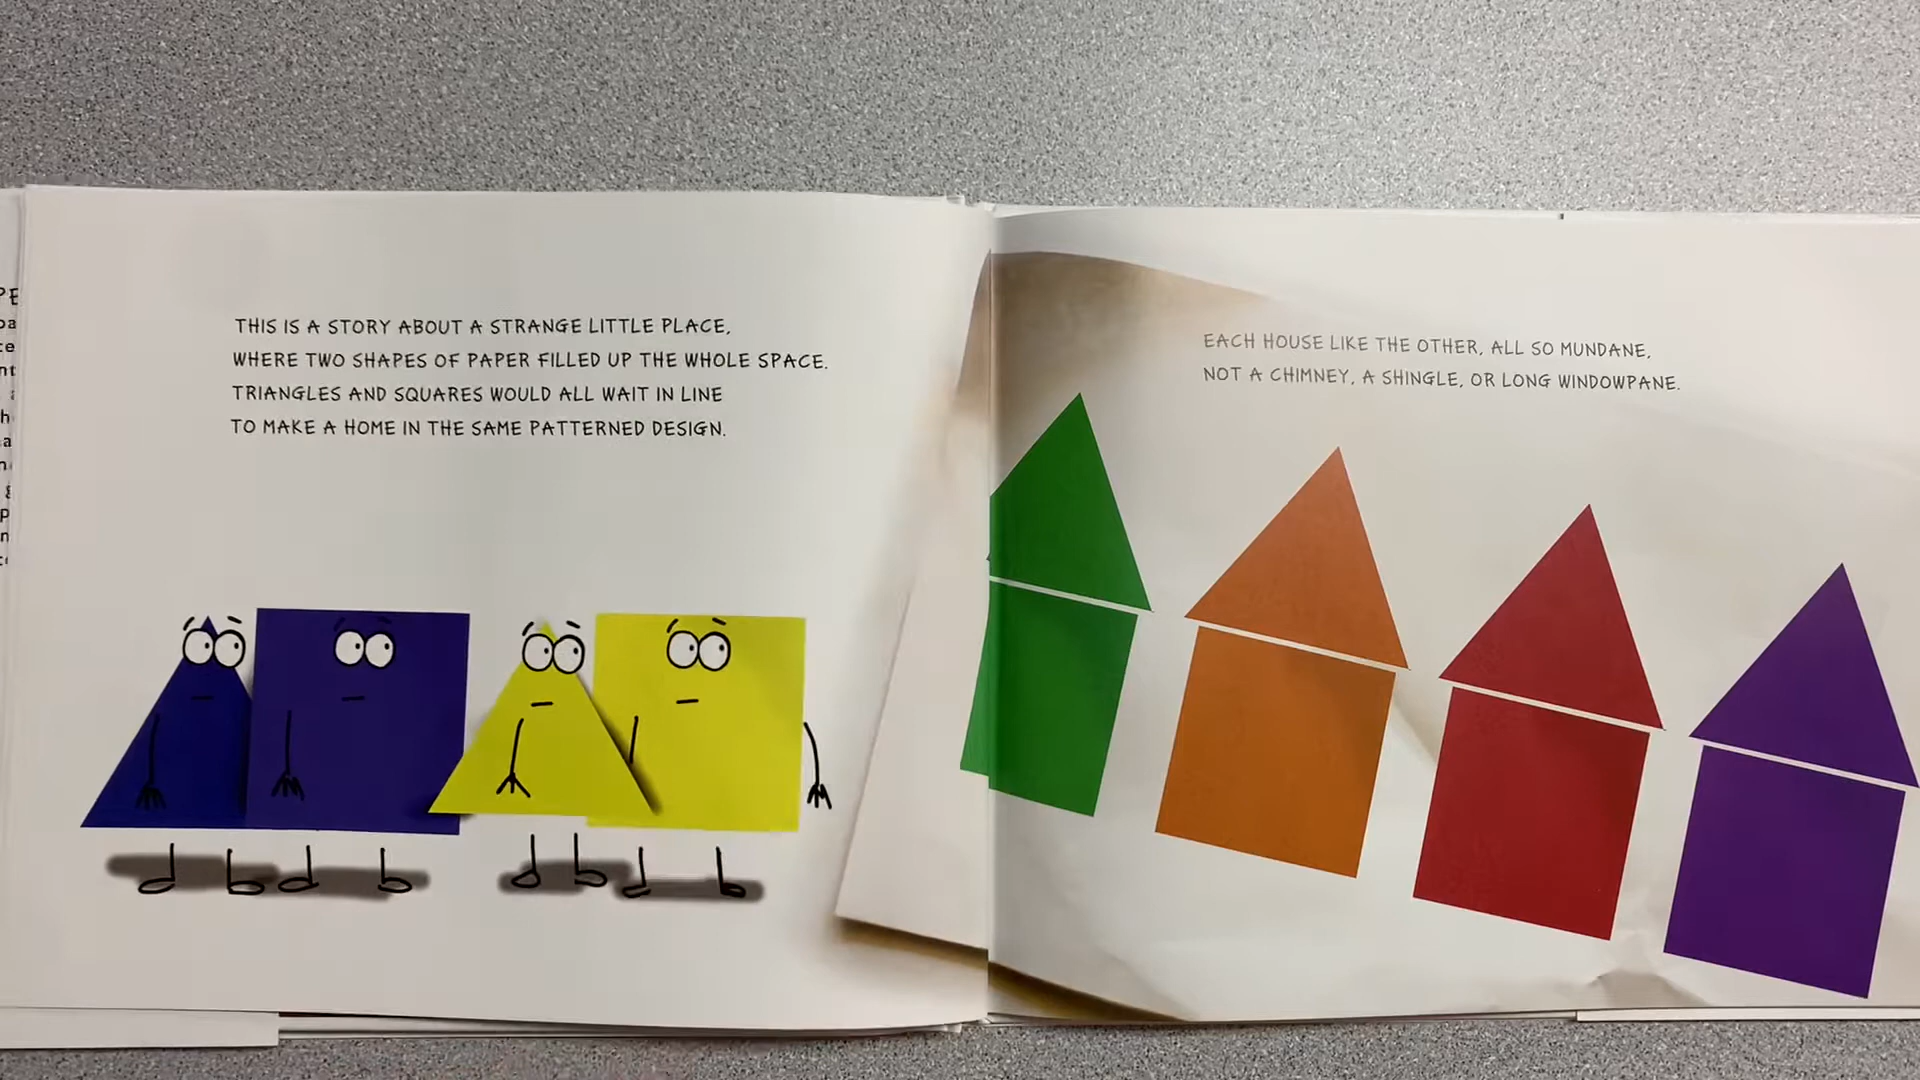 THIS IS A STORY ABOUT A STRANGE LITTLE PLACE,
WHERE TWO SHAPES OF PAPER FILLED UP THE WHOLE SPACE.
TRIANGLES AND SQUARES WOULD ALL WAIT IN LINE
TO MAKE A HOME IN THE SAME PATTERNED DESIGN.
EACH HOUSE LIKE THE OTHER, ALL SO MUNDANE,
NOT A CHIMNEY, A SHINGLE, OR LONG WINDOWPANE.